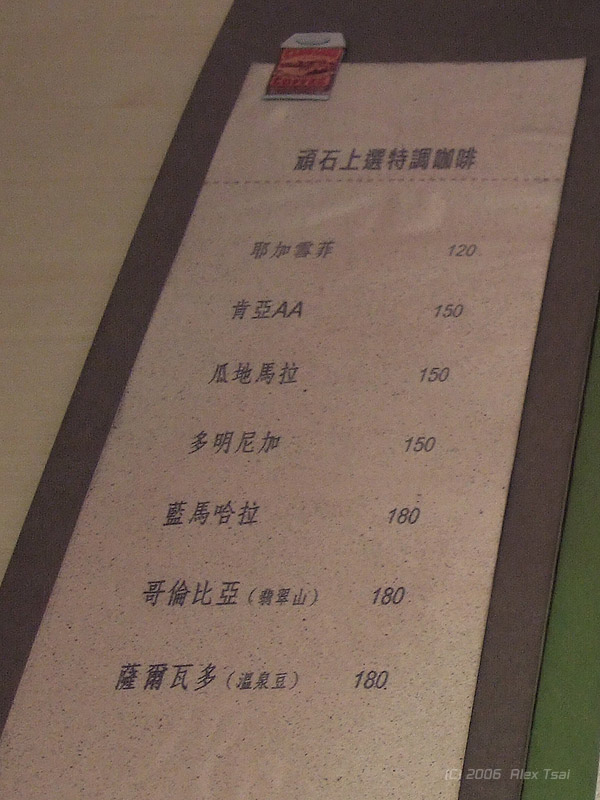 COFFEE
頑石上選特調咖啡
耶加雪菲 120
肯亞AA 150
瓜地馬拉 150
多明尼加 150
藍馬哈拉 180
哥倫比亞（翡翠山） 180
薩爾瓦多（溫泉豆） 180
(C) 2006 Alex Tsai